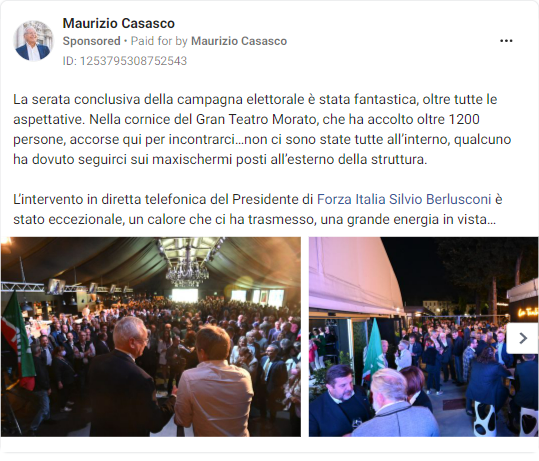 Maurizio Casasco
Sponsored • Paid for by Maurizio Casasco
ID: 1253795308752543
La serata conclusiva della campagna elettorale è stata fantastica, oltre tutte le
aspettative. Nella cornice del Gran Teatro Morato, che ha accolto oltre 1200
persone, accorse qui per incontrarci…non ci sono state tutte all’interno, qualcuno
ha dovuto seguirci sui maxischermi posti all’esterno della struttura.
L’intervento in diretta telefonica del Presidente di Forza Italia Silvio Berlusconi è
stato eccezionale, un calore che ci ha trasmesso, una grande energia in vista…